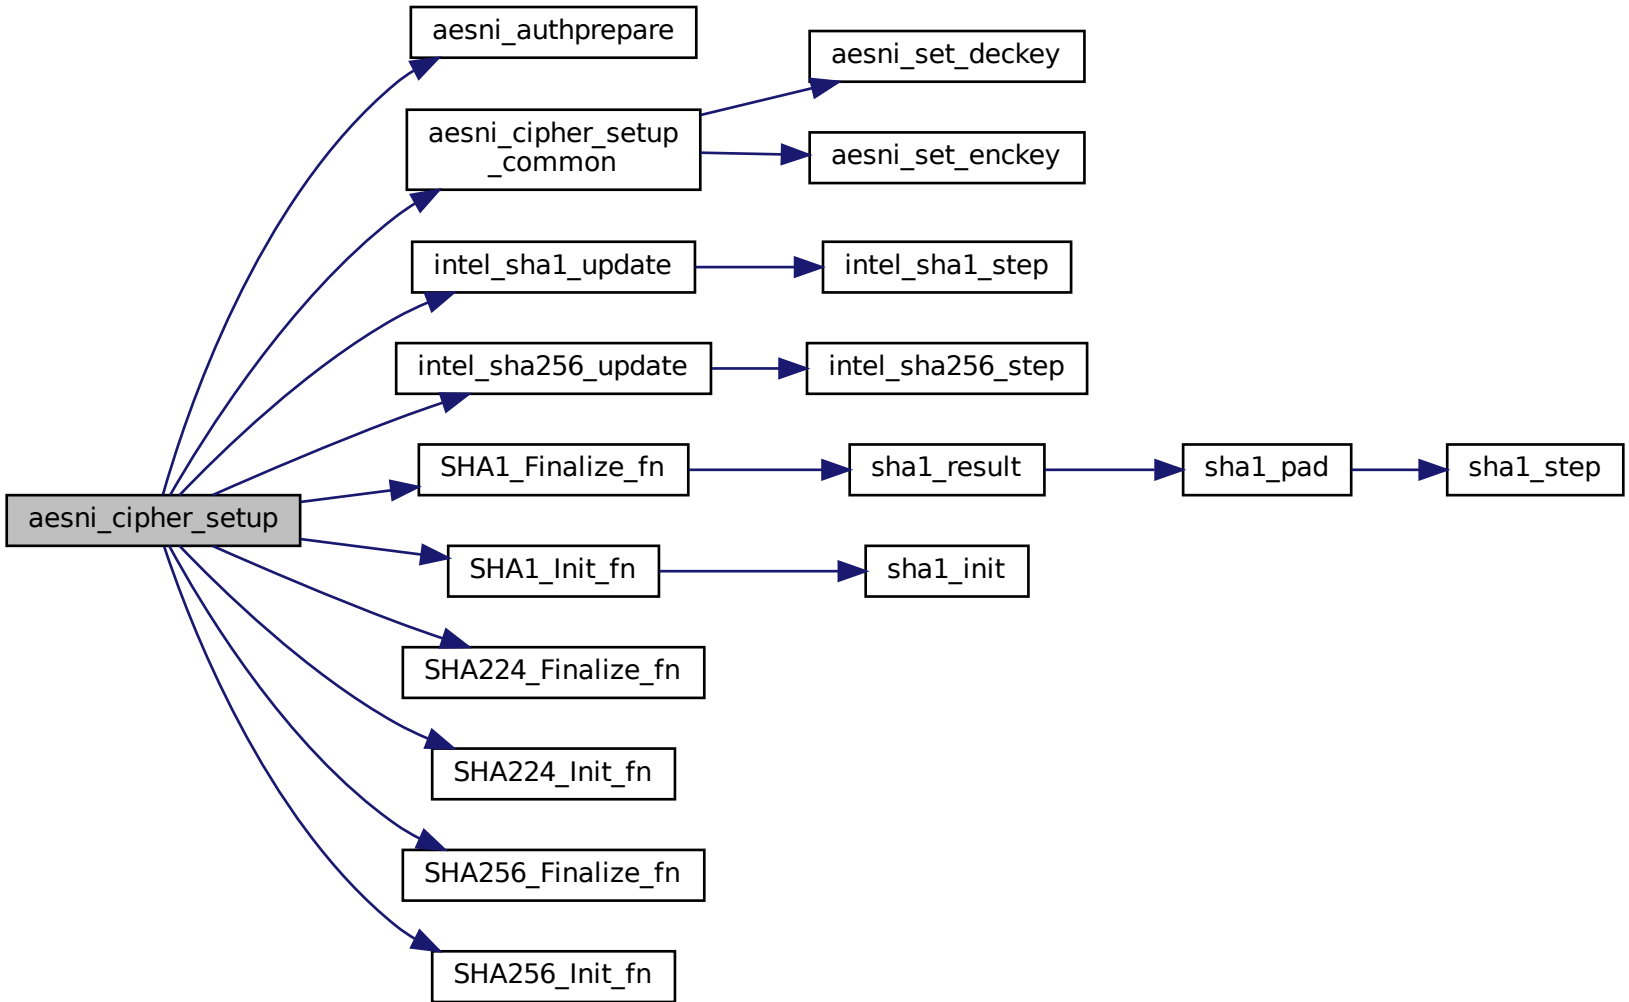 aesni_authprepare
aesni_set_deckey
aesni_cipher_setup
_common
aesni_set_enckey
intel_sha1_update
intel_sha1_step
intel_sha256_update
intel_sha256_step
SHA1_Finalize_fn
sha1_result
sha1_pad
sha1_step
aesni_cipher_setup
SHA1_Init_fn
sha1_init
SHA224_Finalize_fn
SHA224_Init_fn
SHA256_Finalize_fn
SHA256_Init_fn